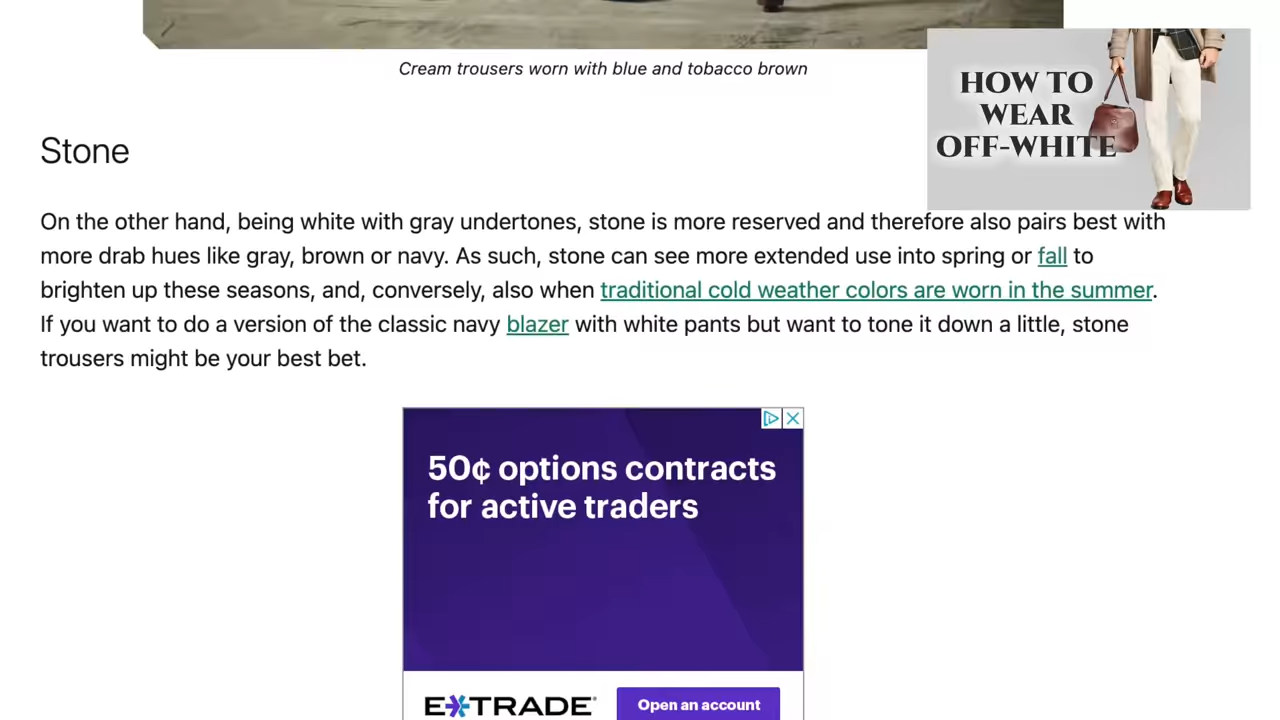 Cream trousers worn with blue and tobacco brown
HOW TO
WEAR
OFF-WHITE
Stone
On the other hand, being white with gray undertones, stone is more reserved and therefore also pairs best with
more drab hues like gray, brown or navy. As such, stone can see more extended use into spring or fall to
brighten up these seasons, and, conversely, also when traditional cold weather colors are worn in the summer.
If you want to do a version of the classic navy blazer with white pants but want to tone it down a little, stone
trousers might be your best bet.
50¢ options contracts
for active traders
E*TRADE®
Open an account